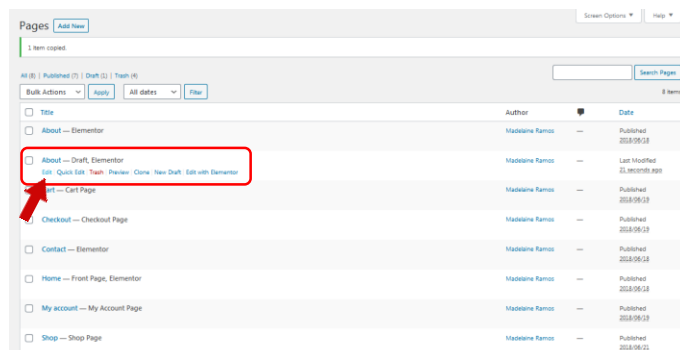 Screen Options ▼ Help ▼
Pages Add New
1 item copied.
All (8) | Published (7) | Draft (1) | Trash (4)
Search Pages
Bulk Actions Apply All dates Filter 8 items
Title Author Date
About — Elementor Madelaine Ramos — Published
2018/06/18
About — Draft, Elementor Madelaine Ramos — Last Modified
Edit | Quick Edit | Trash | Preview | Clone | New Draft | Edit with Elementor 21 seconds ago
Cart — Cart Page Madelaine Ramos — Published
2018/06/19
Checkout — Checkout Page Madelaine Ramos — Published
2018/06/19
Contact — Elementor Madelaine Ramos — Published
2018/06/18
Home — Front Page, Elementor Madelaine Ramos — Published
2018/06/18
My account — My Account Page Madelaine Ramos — Published
2018/06/19
Shop — Shop Page Madelaine Ramos — Published
2018/06/21